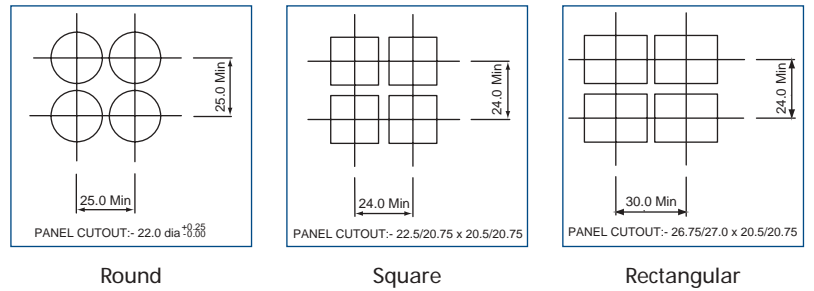 25.0 Min
25.0 Min
PANEL CUTOUT:- 22.0 dia +0.25 -0.00
Round
24.0 Min
24.0 Min
PANEL CUTOUT:- 22.5/20.75 x 20.5/20.75
Square
24.0 Min
30.0 Min
PANEL CUTOUT:- 26.75/27.0 x 20.5/20.75
Rectangular